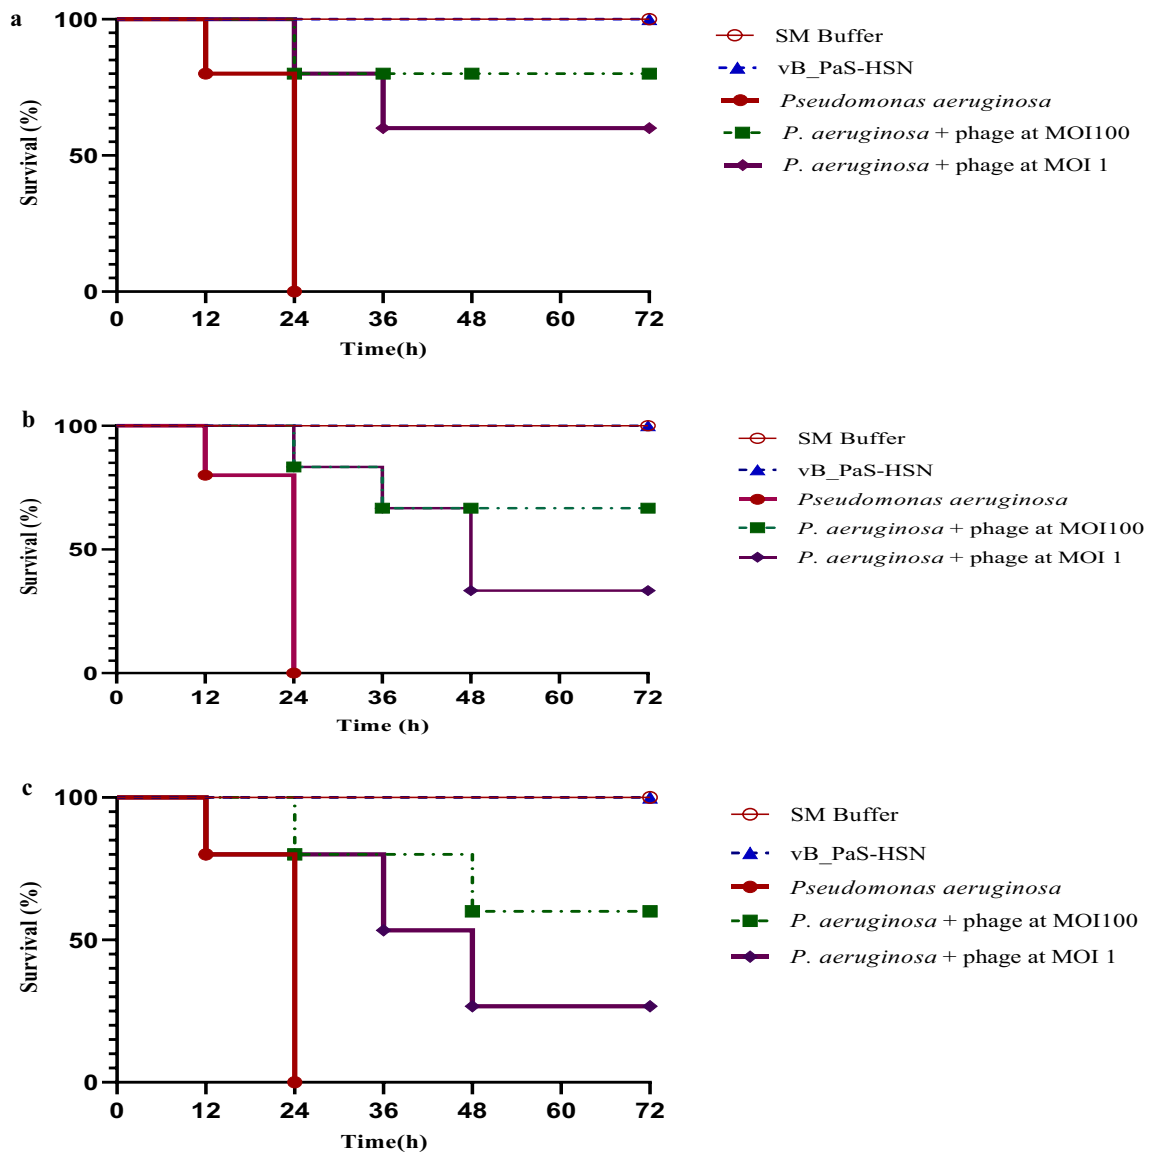 a
100
50
0
Survival (%)
0 12 24 36 48 60 72
Time(h)
SM Buffer
vB_PaS-HSN
Pseudomonas aeruginosa
P. aeruginosa + phage at MOI100
P. aeruginosa + phage at MOI 1
b
100
50
0
Survival (%)
0 12 24 36 48 60 72
Time (h)
SM Buffer
vB_PaS-HSN
Pseudomonas aeruginosa
P. aeruginosa + phage at MOI100
P. aeruginosa + phage at MOI 1
c
100
50
0
Survival (%)
0 12 24 36 48 60 72
Time(h)
SM Buffer
vB_PaS-HSN
Pseudomonas aeruginosa
P. aeruginosa + phage at MOI100
P. aeruginosa + phage at MOI 1